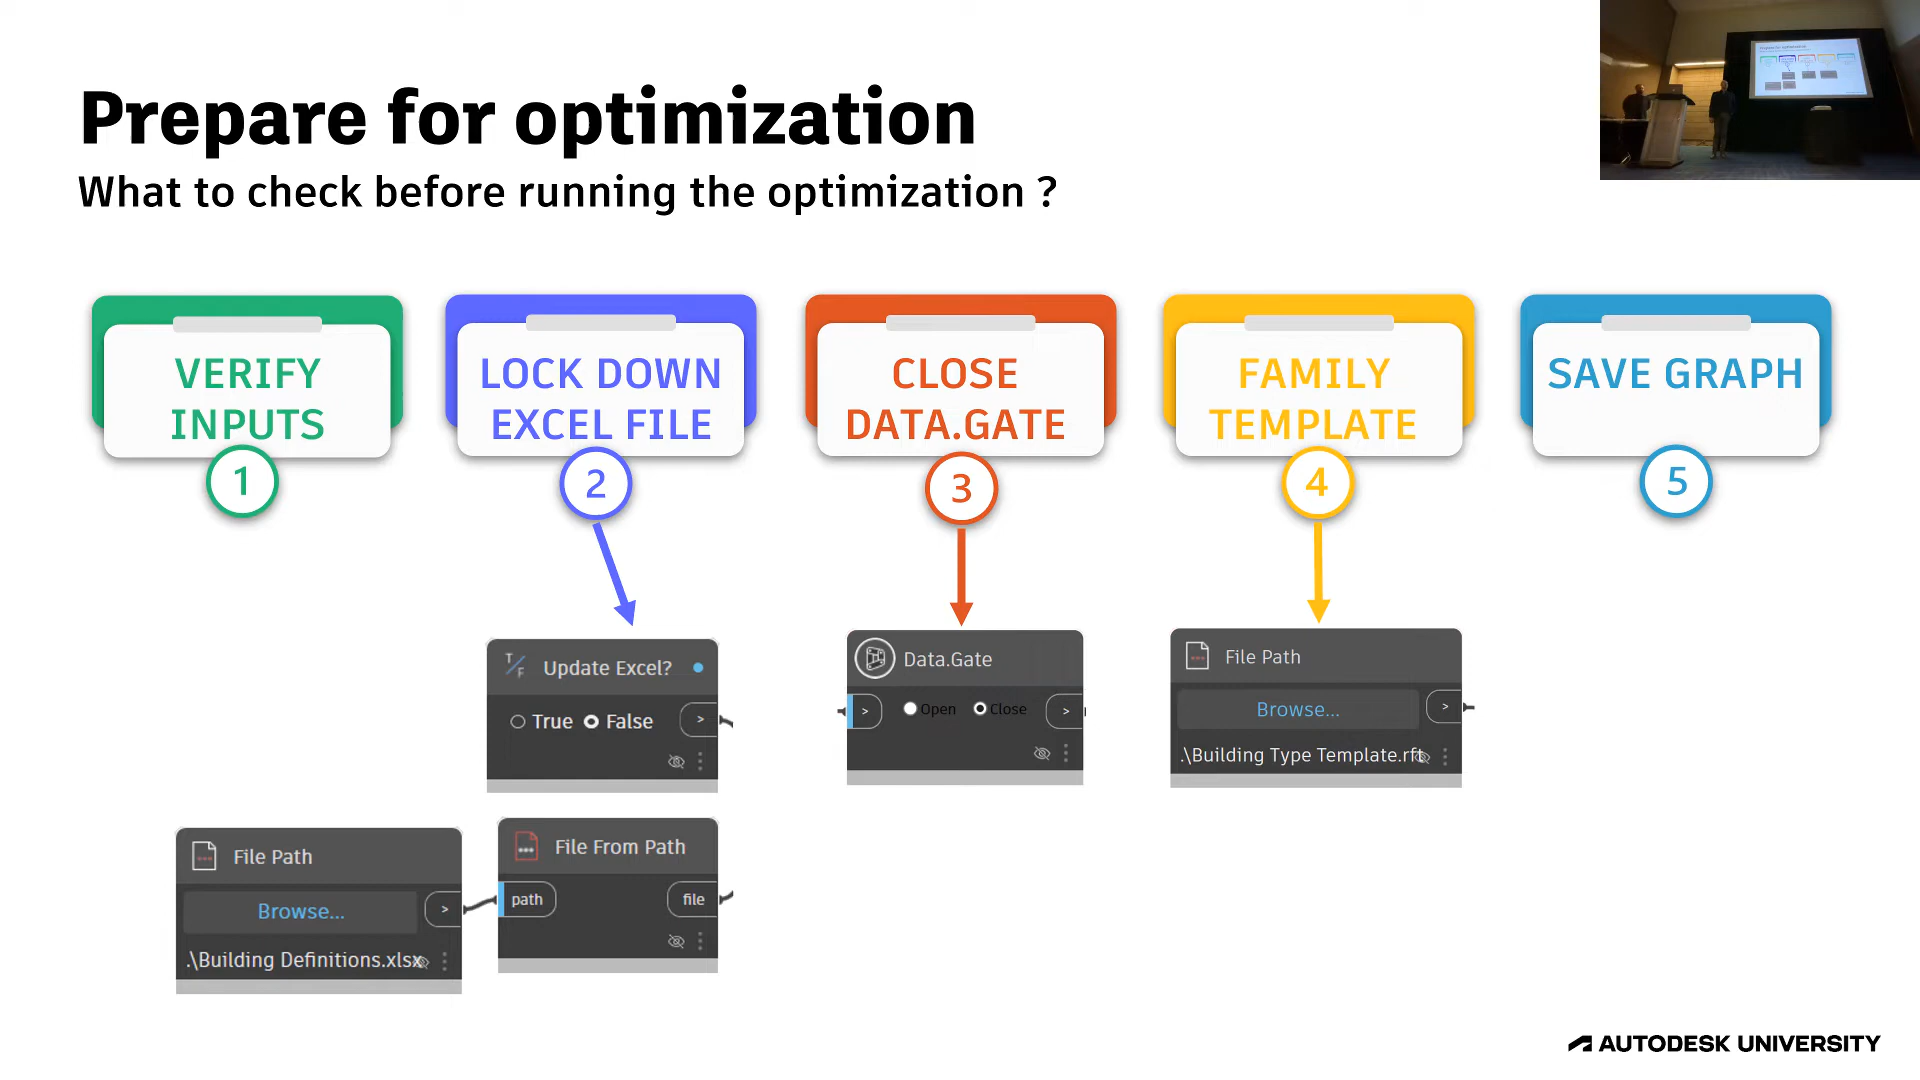 Prepare for optimization
What to check before running the optimization ?
VERIFY
INPUTS
1
LOCK DOWN
EXCEL FILE
2
CLOSE
DATA.GATE
3
FAMILY
TEMPLATE
4
SAVE GRAPH
5
T/F Update Excel?
True False >
Data.Gate
> Open Close >
File Path
Browse... >
.\Building Type Template.rft
File Path
Browse... >
.\Building Definitions.xlsx
File From Path
path file
AUTODESK UNIVERSITY